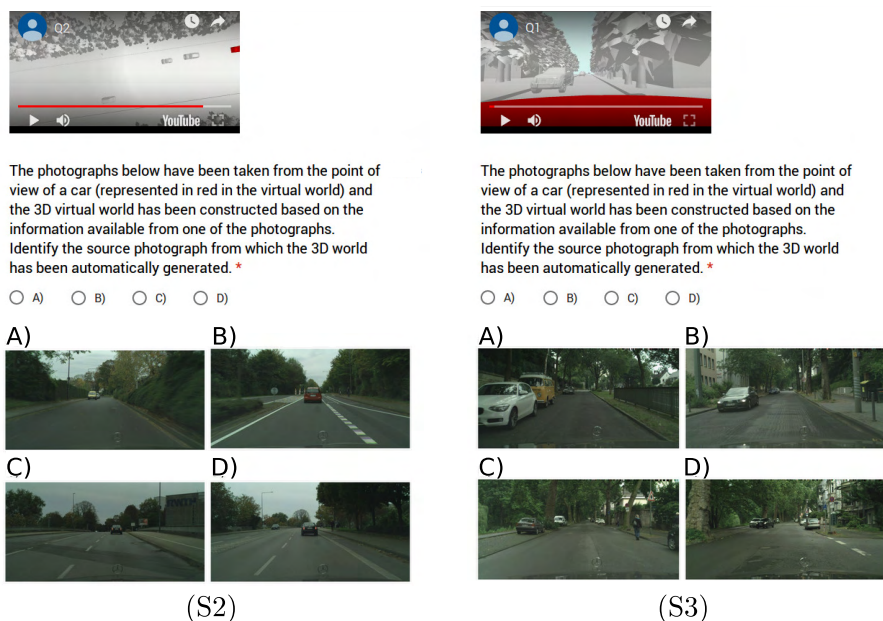 Q2
YouTube
The photographs below have been taken from the point of
view of a car (represented in red in the virtual world) and
the 3D virtual world has been constructed based on the
information available from one of the photographs.
Identify the source photograph from which the 3D world
has been automatically generated. *
A) B) C) D)
A) B)
C) D)
(S2)
Q1
YouTube
The photographs below have been taken from the point of
view of a car (represented in red in the virtual world) and
the 3D virtual world has been constructed based on the
information available from one of the photographs.
Identify the source photograph from which the 3D world
has been automatically generated. *
A) B) C) D)
A) B)
C) D)
(S3)